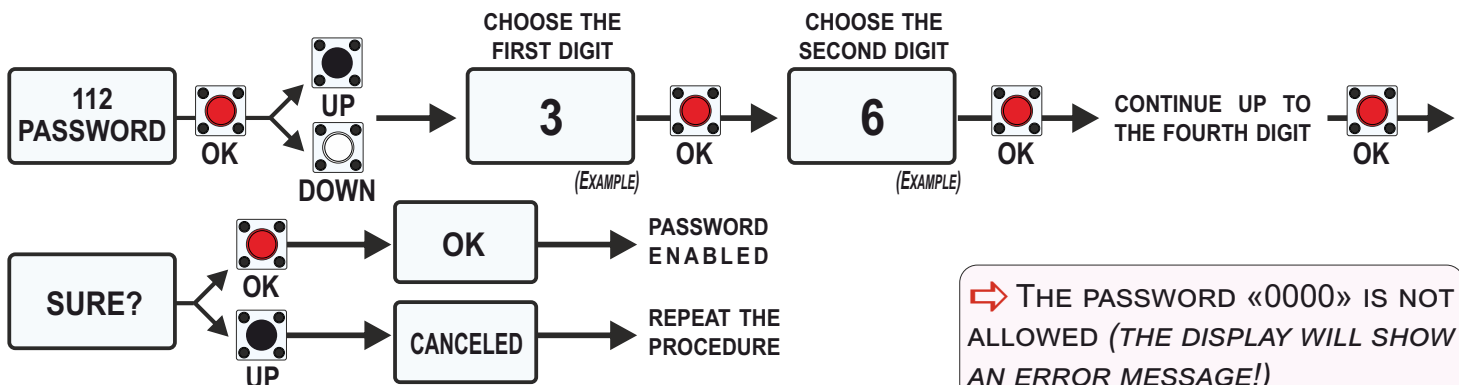 CHOOSE THE
FIRST DIGIT
CHOOSE THE
SECOND DIGIT
112
PASSWORD
OK
UP
DOWN
3
(EXAMPLE)
OK
6
(EXAMPLE)
OK
CONTINUE UP TO
THE FOURTH DIGIT
OK
SURE?
OK
UP
OK
PASSWORD
ENABLED
CANCELED
REPEAT THE
PROCEDURE
⇨ THE PASSWORD «0000» IS NOT
ALLOWED (THE DISPLAY WILL SHOW
AN ERROR MESSAGE!)